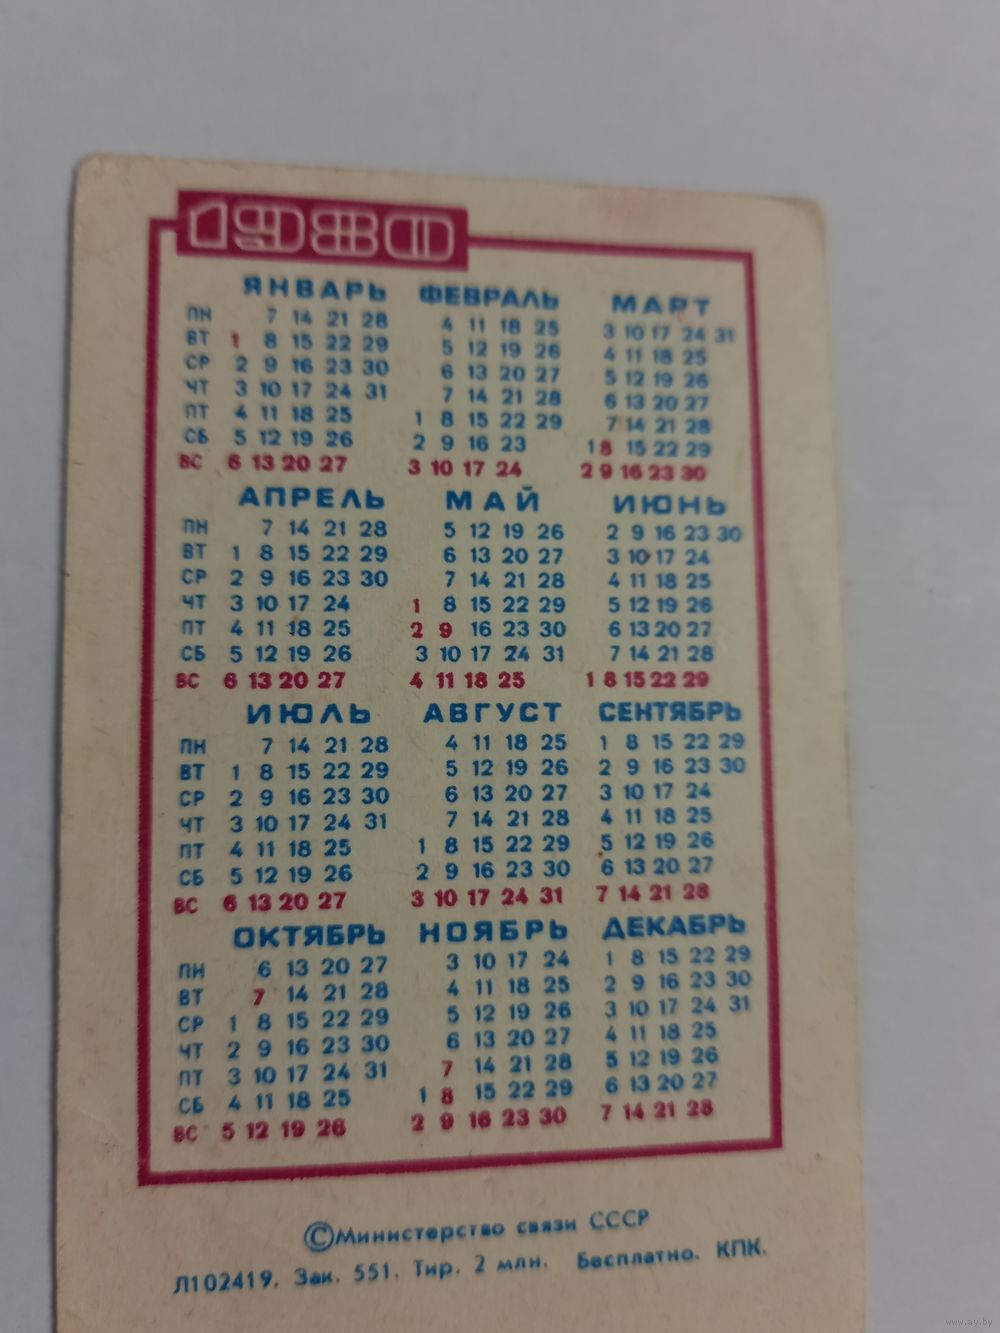 1980
ЯНВАРЬ ФЕВРАЛЬ МАРТ
ПН 7 14 21 28 4 11 18 25 3 10 17 24 31
ВТ 1 8 15 22 29 5 12 19 26 4 11 18 25
СР 2 9 16 23 30 6 13 20 27 5 12 19 26
ЧТ 3 10 17 24 31 7 14 21 28 6 13 20 27
ПТ 4 11 18 25 1 8 15 22 29 7 14 21 28
СБ 5 12 19 26 2 9 16 23 1 8 15 22 29
ВС 6 13 20 27 3 10 17 24 2 9 16 23 30
АПРЕЛЬ МАЙ ИЮНЬ
ПН 7 14 21 28 5 12 19 26 2 9 16 23 30
ВТ 1 8 15 22 29 6 13 20 27 3 10 17 24
СР 2 9 16 23 30 7 14 21 28 4 11 18 25
ЧТ 3 10 17 24 1 8 15 22 29 5 12 19 26
ПТ 4 11 18 25 2 9 16 23 30 6 13 20 27
СБ 5 12 19 26 3 10 17 24 31 7 14 21 28
ВС 6 13 20 27 4 11 18 25 1 8 15 22 29
ИЮЛЬ АВГУСТ СЕНТЯБРЬ
ПН 7 14 21 28 4 11 18 25 1 8 15 22 29
ВТ 1 8 15 22 29 5 12 19 26 2 9 16 23 30
СР 2 9 16 23 30 6 13 20 27 3 10 17 24
ЧТ 3 10 17 24 31 7 14 21 28 4 11 18 25
ПТ 4 11 18 25 1 8 15 22 29 5 12 19 26
СБ 5 12 19 26 2 9 16 23 30 6 13 20 27
ВС 6 13 20 27 3 10 17 24 31 7 14 21 28
ОКТЯБРЬ НОЯБРЬ ДЕКАБРЬ
ПН 6 13 20 27 3 10 17 24 1 8 15 22 29
ВТ 7 14 21 28 4 11 18 25 2 9 16 23 30
СР 1 8 15 22 29 5 12 19 26 3 10 17 24 31
ЧТ 2 9 16 23 30 6 13 20 27 4 11 18 25
ПТ 3 10 17 24 31 7 14 21 28 5 12 19 26
СБ 4 11 18 25 1 8 15 22 29 6 13 20 27
ВС 5 12 19 26 2 9 16 23 30 7 14 21 28
©Министерство связи СССР
Л102419. Зак. 551. Тир. 2 млн. Бесплатно. КПК.
www.ay.by